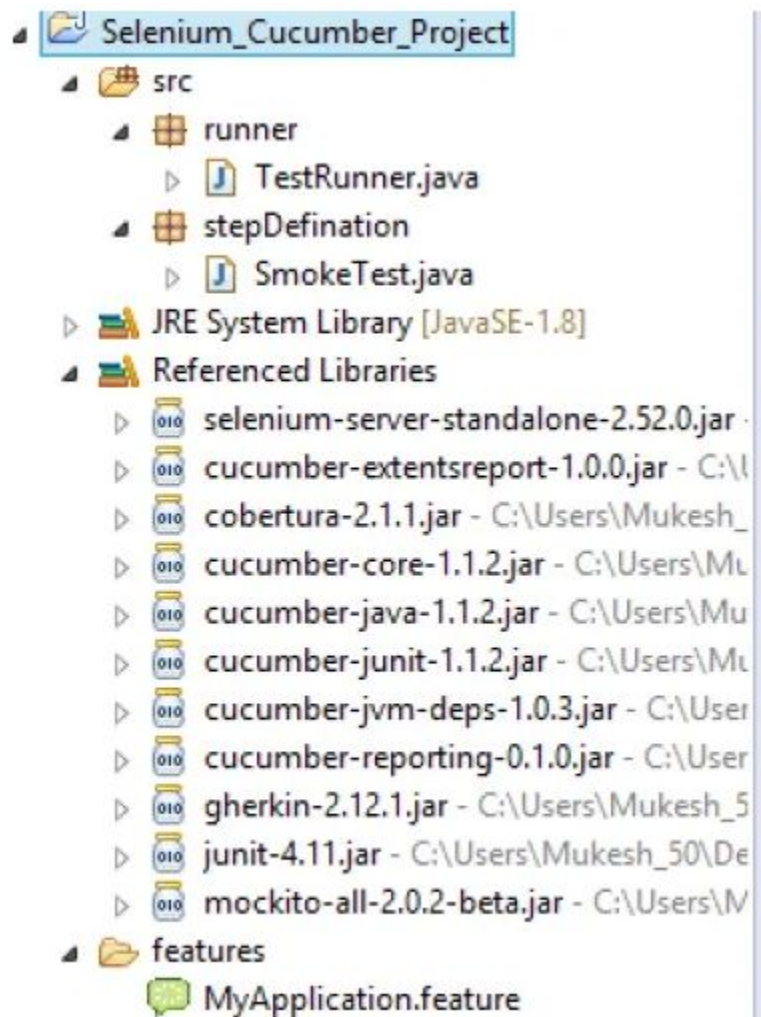 Selenium_Cucumber_Project
src
runner
TestRunner.java
stepDefination
SmokeTest.java
JRE System Library [JavaSE-1.8]
Referenced Libraries
selenium-server-standalone-2.52.0.jar -
cucumber-extentsreport-1.0.0.jar - C:\
cobertura-2.1.1.jar - C:\Users\Mukesh_
cucumber-core-1.1.2.jar - C:\Users\Mu
cucumber-java-1.1.2.jar - C:\Users\Mu
cucumber-junit-1.1.2.jar - C:\Users\Mu
cucumber-jvm-deps-1.0.3.jar - C:\User
cucumber-reporting-0.1.0.jar - C:\User
gherkin-2.12.1.jar - C:\Users\Mukesh_5
junit-4.11.jar - C:\Users\Mukesh_50\De
mockito-all-2.0.2-beta.jar - C:\Users\M
features
MyApplication.feature